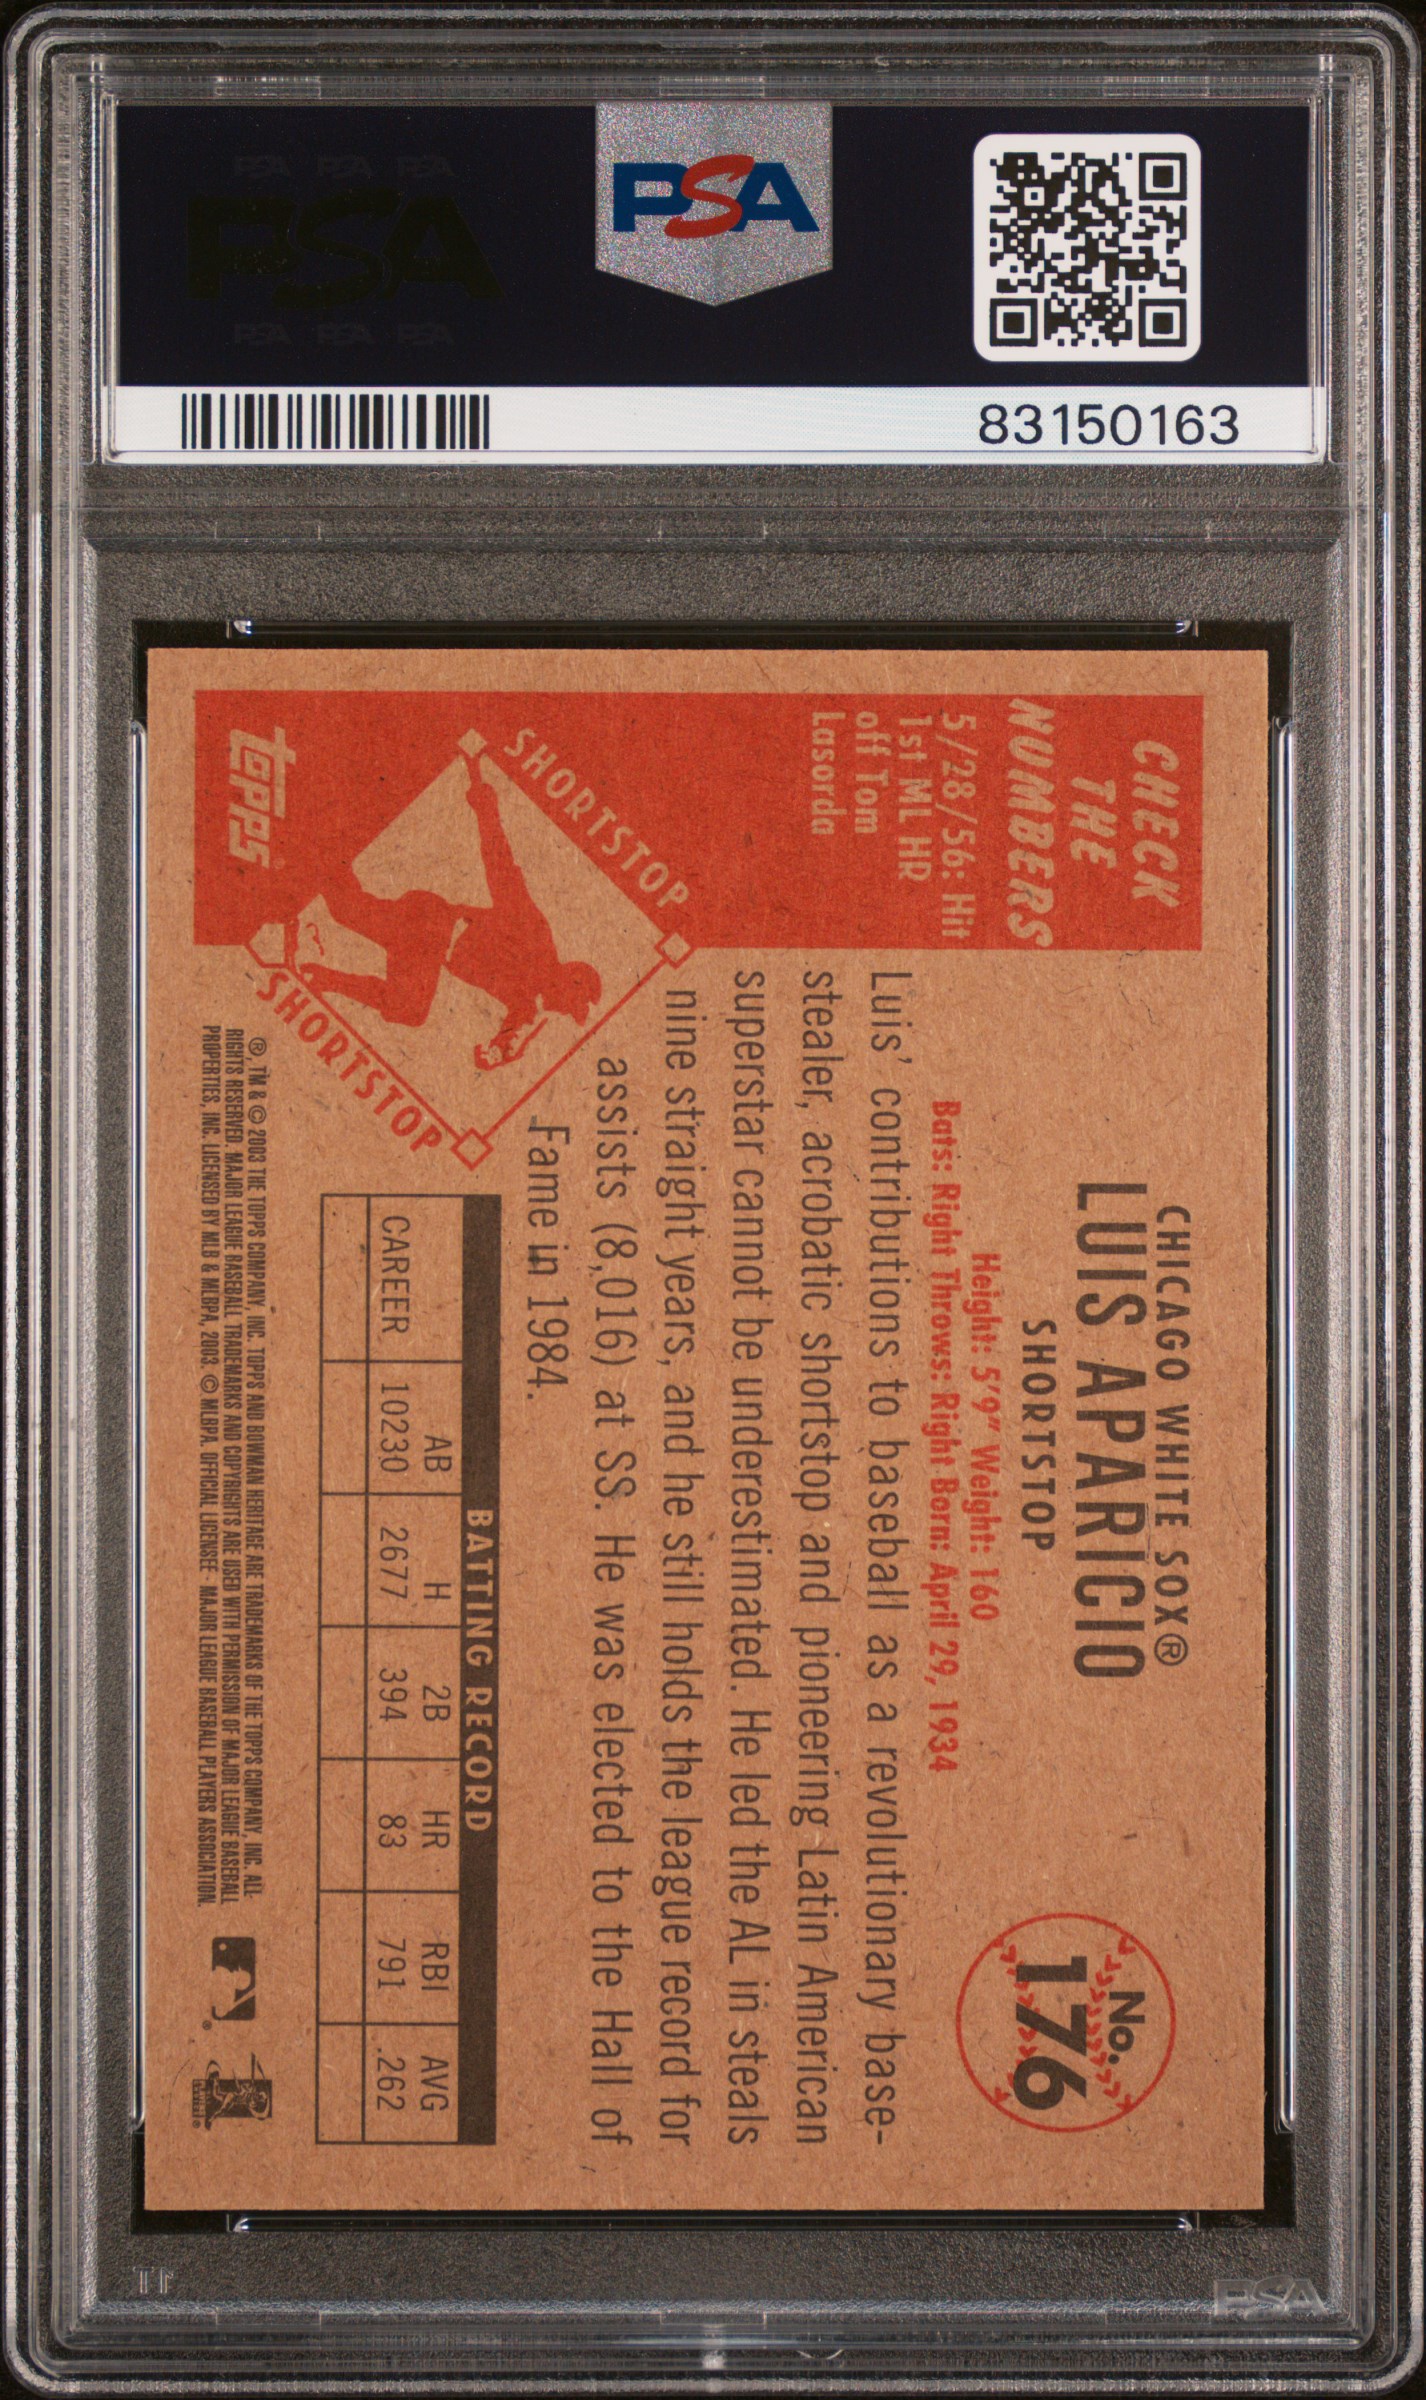 PSA PSA PSA
PSA
PSA PSA PSA
PSA
83150163
CHECK
THE
NUMBERS
5/28/56: Hit
1st ML HR
off Tom
Lasorda
SHORTSTOP
SHORTSTOP
topps
CHICAGO WHITE SOX®
LUIS APARICIO
SHORTSTOP
Height: 5'9" Weight: 160
Bats: Right Throws: Right Born: April 29, 1934
No.
176
Luis' contributions to baseball as a revolutionary base-
stealer, acrobatic shortstop and pioneering Latin American
superstar cannot be underestimated. He led the AL in steals
nine straight years, and he still holds the league record for
assists (8,016) at SS. He was elected to the Hall of
Fame in 1984.
BATTING RECORD
AB H 2B HR RBI AVG
CAREER 10230 2677 394 83 791 .262
®, TM & © 2003 THE TOPPS COMPANY, INC. TOPPS AND BOWMAN HERITAGE ARE TRADEMARKS OF THE TOPPS COMPANY, INC. ALL
RIGHTS RESERVED. MAJOR LEAGUE BASEBALL TRADEMARKS AND COPYRIGHTS ARE USED WITH PERMISSION OF MAJOR LEAGUE BASEBALL
PROPERTIES, INC. LICENSED BY MLB & MLBPA, 2003. © MLBPA. OFFICIAL LICENSEE- MAJOR LEAGUE BASEBALL PLAYERS ASSOCIATION.
PSA